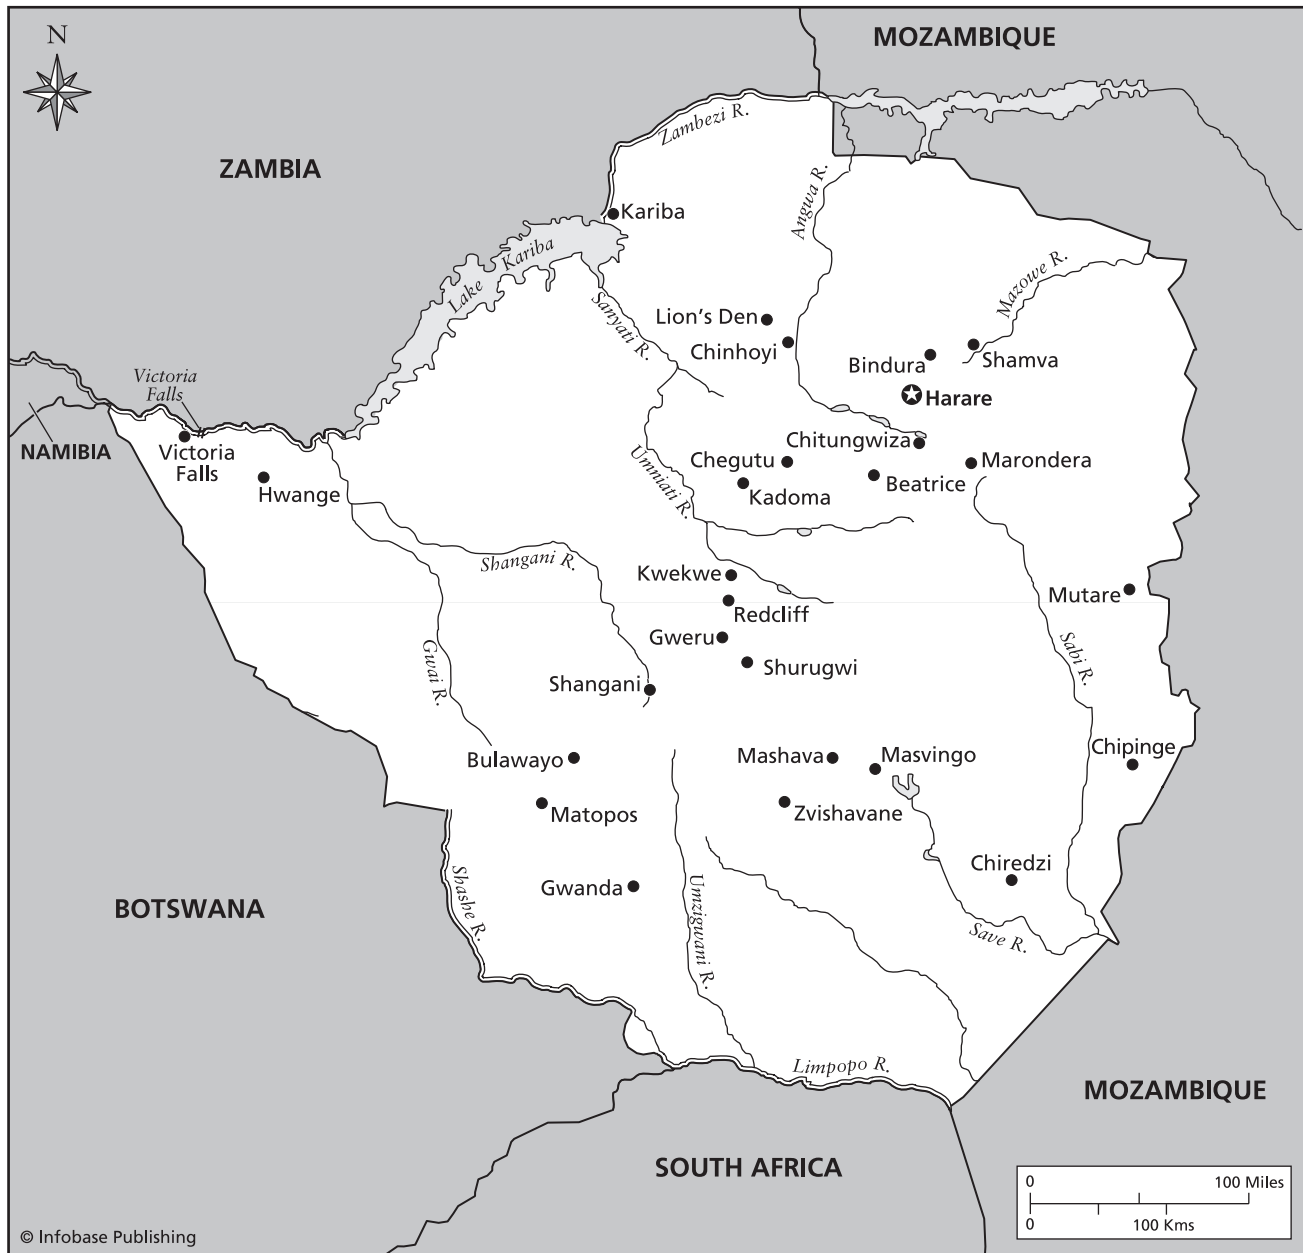 N
MOZAMBIQUE
Zambezi R.
ZAMBIA
Angwa R.
Kariba
Lake Kariba
Mazowe R.
Sanyati R.
Lion's Den
Chinhoyi
Bindura
Shamva
Victoria
Falls
Harare
NAMIBIA
Victoria
Falls
Chitungwiza
Chegutu
Marondera
Hwange
Umniati R.
Kadoma
Beatrice
Shangani R.
Kwekwe
Mutare
Redcliff
Gweru
Gwai R.
Sabi R.
Shurugwi
Shangani
Bulawayo
Mashava
Masvingo
Chipinge
Matopos
Zvishavane
Chiredzi
Gwanda
Shashe R.
Umzigwani R.
BOTSWANA
Save R.
Limpopo R.
MOZAMBIQUE
SOUTH AFRICA
0 100 Miles
0 100 Kms
© Infobase Publishing